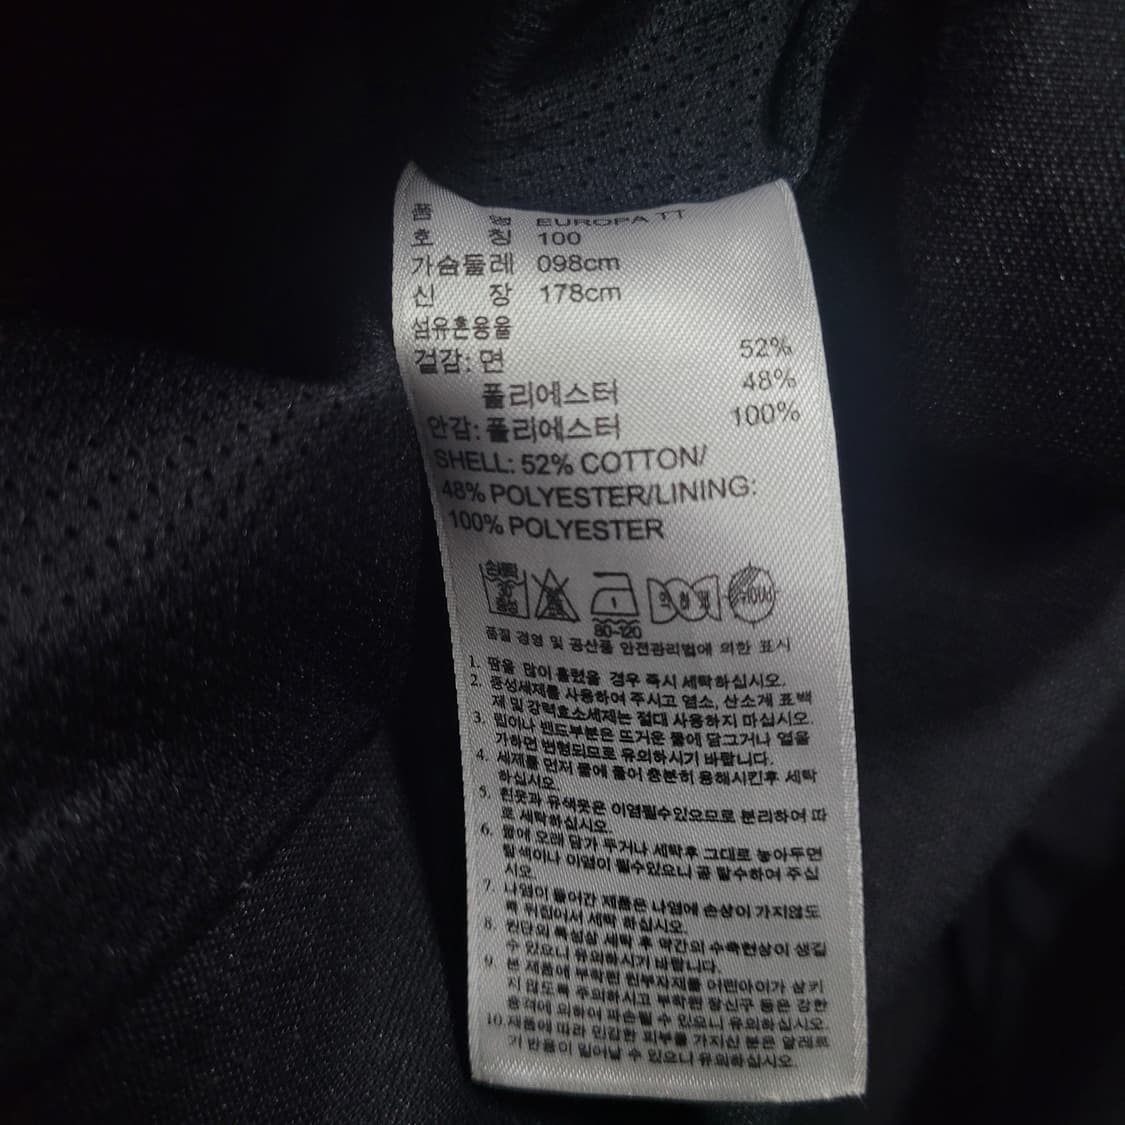 품 명 EUROPA TT
호 칭 100
가슴둘레 098cm
신 장 178cm
섬유혼용율
겉감: 면 52%
폴리에스터 48%
안감: 폴리에스터 100%
SHELL: 52% COTTON/
48% POLYESTER/LINING:
100% POLYESTER
손세탁
30
중성
1
80-120
품질 경영 및 공산품 안전관리법에 의한 표시
1. 땀을 많이 흘렸을 경우 즉시 세탁하십시오.
2. 중성세제를 사용하여 주시고 염소, 산소계 표백
제 및 강력효소세제는 절대 사용하지 마십시오.
3. 립이나 밴드부분은 뜨거운 물에 담그거나 열을
가하면 변형되므로 유의하시기 바랍니다.
4. 세제를 먼저 물에 풀어 충분히 용해시킨후 세탁
하십시오.
5. 흰옷과 유색옷은 이염될수있으므로 분리하여 따
로 세탁하십시오.
6. 물에 오래 담가 두거나 세탁후 그대로 놓아두면
탈색이나 이염이 될수있으니 곧 탈수하여 주십
시오.
7. 나염이 들어간 제품은 나염에 손상이 가지않도
록 뒤집어서 세탁 하십시오.
8. 원단의 특성상 세탁 후 약간의 수축현상이 생길
수 있으니 유의하시기 바랍니다.
9. 본 제품에 부착된 원부자재를 어린아이가 삼키
지 않도록 주의하시고 부착된 장신구 등은 강한
충격에 의하여 파손될 수 있으니 유의하십시오.
10. 제품에 따라 민감한 피부를 가지신 분은 알레르
기 반응이 일어날 수 있으니 유의하십시오.